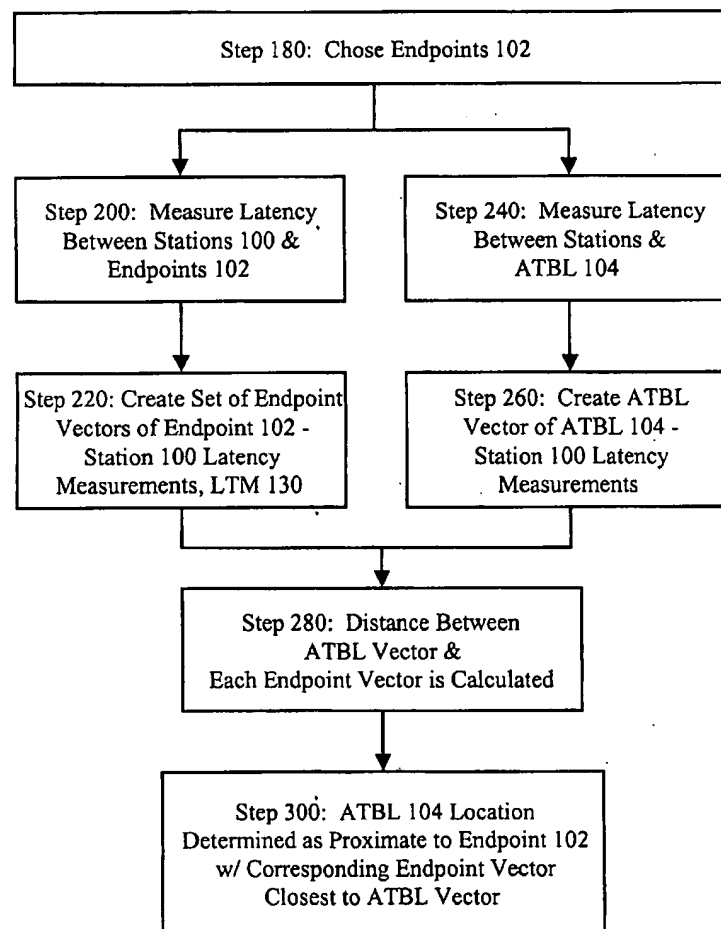 Step 180: Chose Endpoints 102
Step 200: Measure Latency
Between Stations 100 &
Endpoints 102
Step 240: Measure Latency
Between Stations &
ATBL 104
Step 220: Create Set of Endpoint
Vectors of Endpoint 102 -
Station 100 Latency
Measurements, LTM 130
Step 260: Create ATBL
Vector of ATBL 104 -
Station 100 Latency
Measurements
Step 280: Distance Between
ATBL Vector &
Each Endpoint Vector is Calculated
Step 300: ATBL 104 Location
Determined as Proximate to Endpoint 102
w/ Corresponding Endpoint Vector
Closest to ATBL Vector